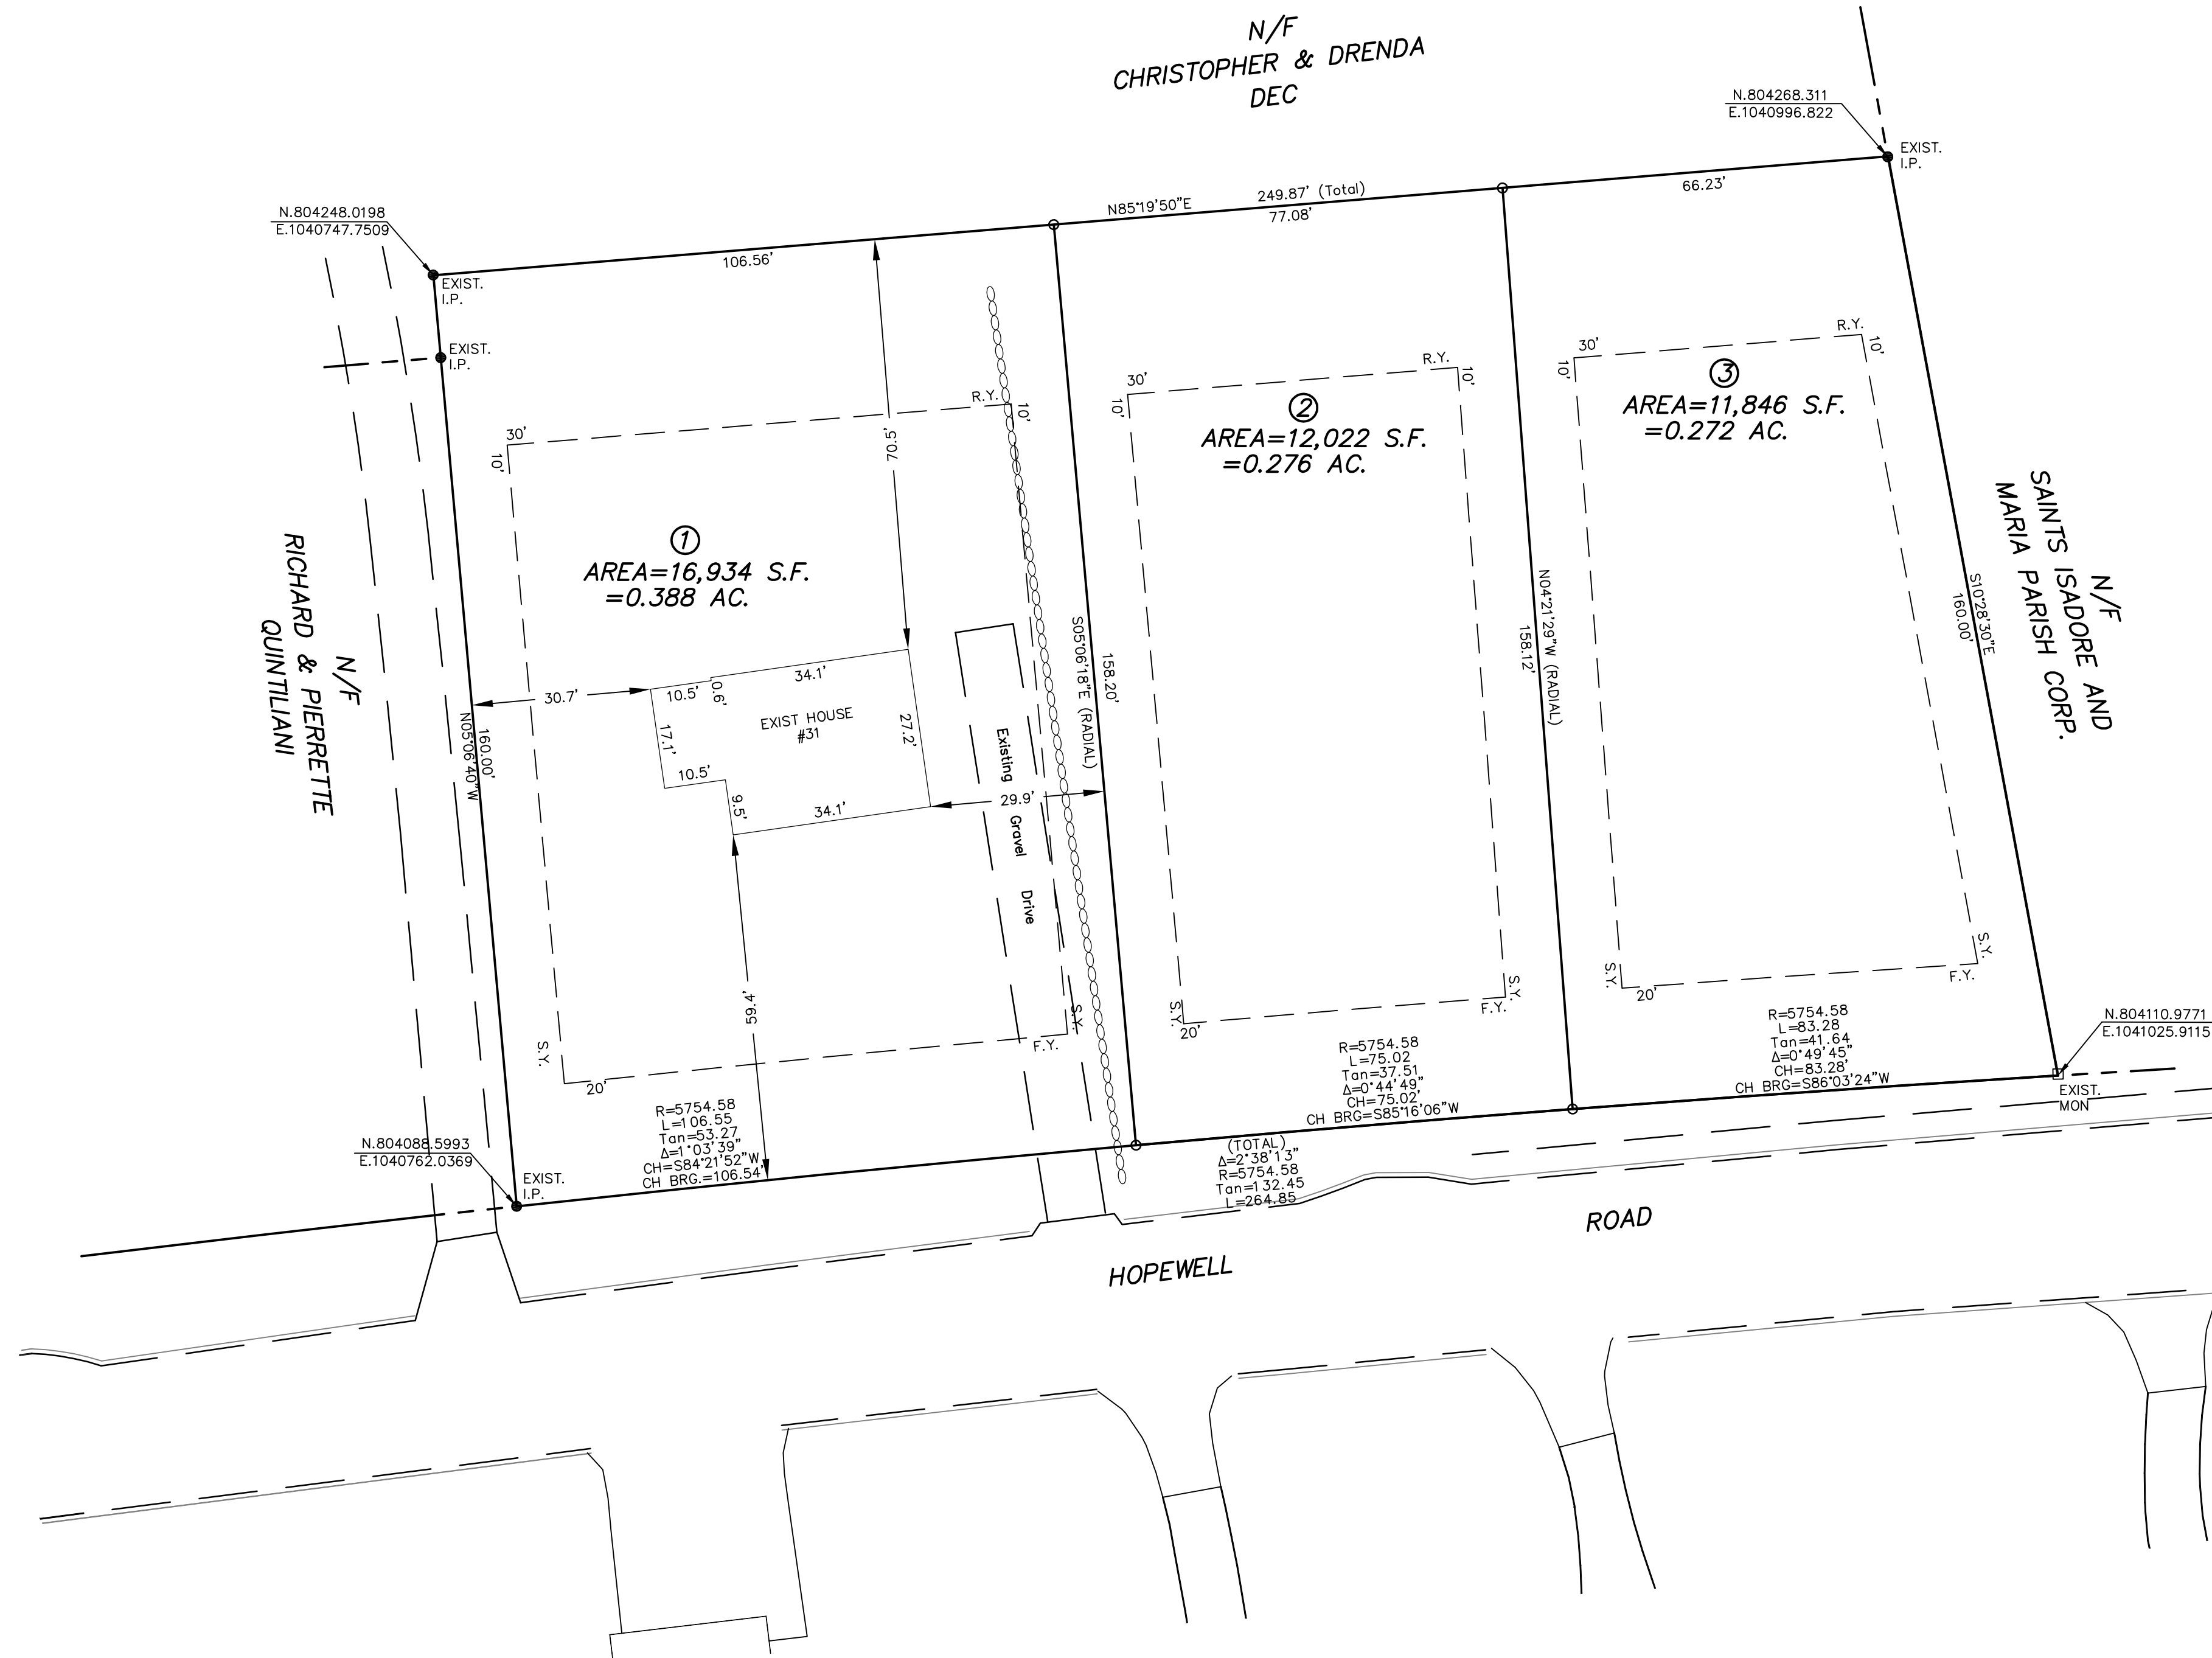 N/F
CHRISTOPHER & DRENDA
DEC
N.804268.311
E.1040996.822
EXIST.
I.P.
N.804248.0198
E.1040747.7509
EXIST.
I.P.
EXIST.
I.P.
106.56'
N85°19'50"E
249.87' (Total)
77.08'
66.23'
R.Y.
30'
10'
10'
70.5'
R.Y.
30'
10'
10'
R.Y.
30'
10'
10'
1
AREA=16,934 S.F.
=0.388 AC.
2
AREA=12,022 S.F.
=0.276 AC.
3
AREA=11,846 S.F.
=0.272 AC.
N/F
RICHARD & PIERRETTE
QUINTILIANI
N/F
SAINTS ISADORE AND
MARIA PARISH CORP.
160.00'
N05°06'40"W
30.7'
10.5'
0.6'
34.1'
EXIST HOUSE
#31
17.1'
27.2'
10.5'
9.5'
34.1'
29.9'
59.4'
Existing Gravel Drive
158.20'
S05°06'18"E (RADIAL)
N04°21'29"W (RADIAL)
158.12'
S10°28'30"E
160.00'
S.Y.
20'
F.Y.
S.Y.
S.Y.
20'
F.Y.
S.Y.
S.Y.
20'
F.Y.
S.Y.
R=5754.58
L=106.55
Tan=53.27
Δ=1°03'39"
CH=S84°21'52"W
CH BRG.=106.54'
R=5754.58
L=75.02
Tan=37.51
Δ=0°44'49"
CH=75.02'
CH BRG=S85°16'06"W
R=5754.58
L=83.28
Tan=41.64
Δ=0°49'45"
CH=83.28'
CH BRG=S86°03'24"W
(TOTAL)
Δ=2°38'13"
R=5754.58
Tan=132.45
L=264.85
N.804110.9771
E.1041025.9115
EXIST.
MON
N.804088.5993
E.1040762.0369
EXIST.
I.P.
HOPEWELL ROAD